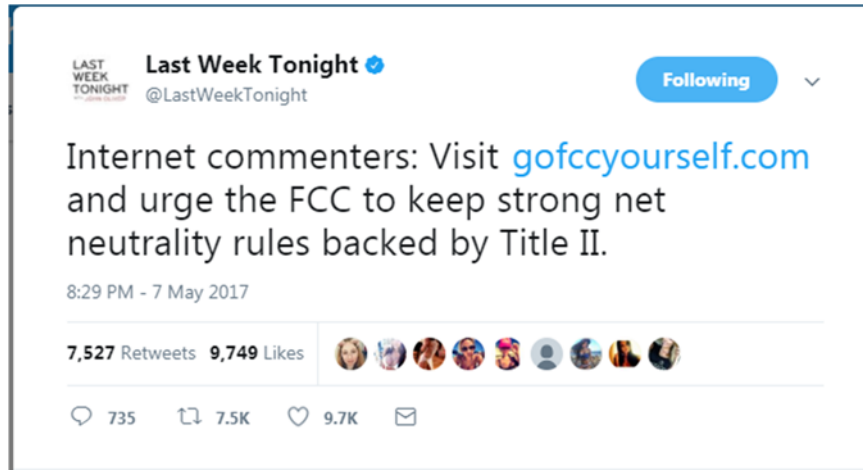 LAST
WEEK
TONIGHT
Last Week Tonight
@LastWeekTonight
Following
Internet commenters: Visit gofccyourself.com
and urge the FCC to keep strong net
neutrality rules backed by Title II.
8:29 PM - 7 May 2017
7,527 Retweets 9,749 Likes
735 7.5K 9.7K